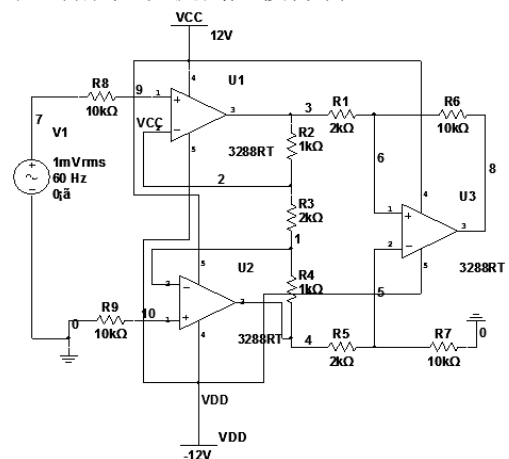 VCC
12V
R8
10kΩ
9
U1
4
1
VCC
2
3
5
3
R1
2kΩ
R6
10kΩ
7
V1
1mVrms
60 Hz
0¡ã
R2
1kΩ
3288RT
2
6
8
4
U3
1
2
3
5
3288RT
R3
2kΩ
1
U2
5
2
1
3
4
R4
1kΩ
3288RT
5
0
R9
10kΩ
10
4
R5
2kΩ
R7
10kΩ
0
VDD
VDD
-12V